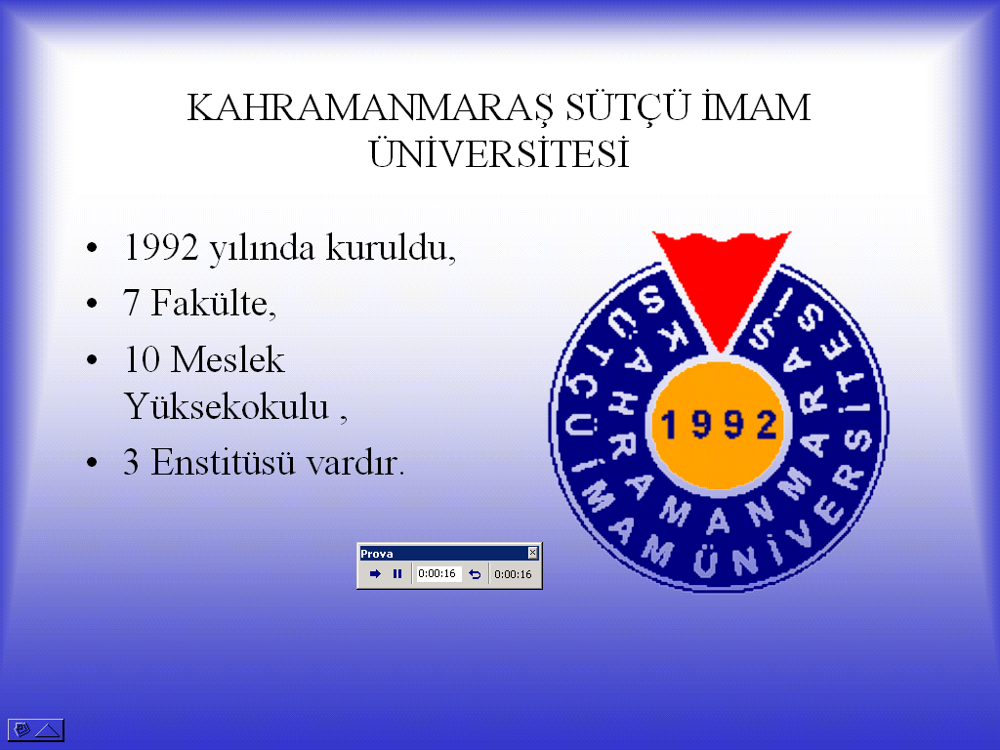 KAHRAMANMARAŞ SÜTÇÜ İMAM
ÜNİVERSİTESİ
• 1992 yılında kuruldu,
• 7 Fakülte,
• 10 Meslek
Yüksekokulu ,
• 3 Enstitüsü vardır.
KAHRAMANMARAŞ
SÜTÇÜ İMAM ÜNİVERSİTESİ
1992
Prova
0:00:16 0:00:16